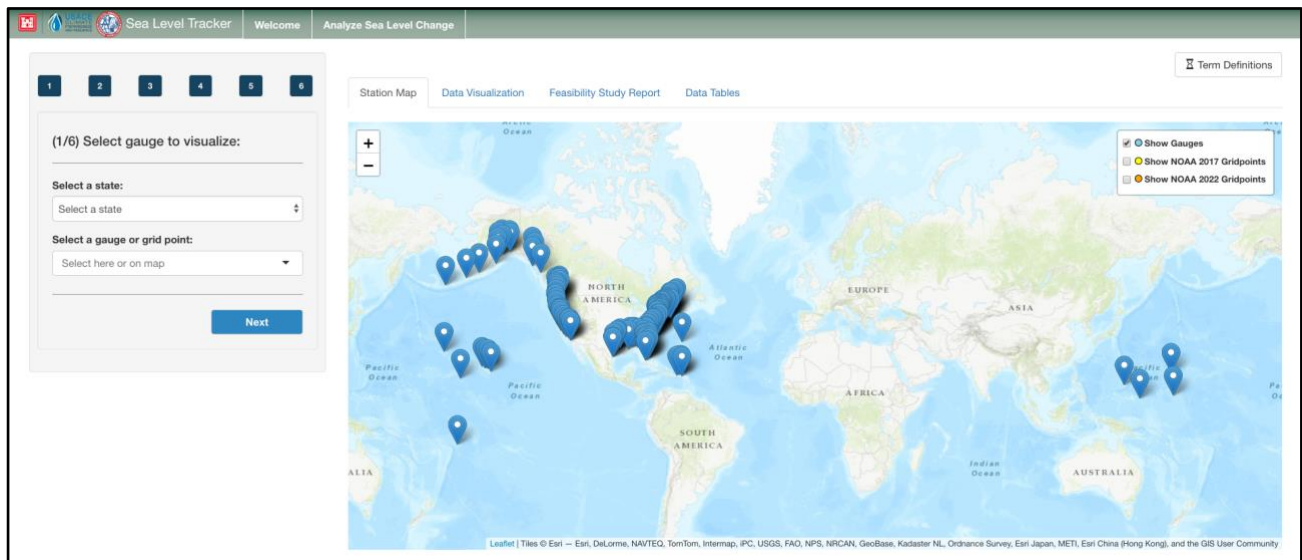 USACE
Sea Level Tracker
Welcome
Analyze Sea Level Change
Term Definitions
1 2 3 4 5 6
(1/6) Select gauge to visualize:
Select a state:
Select a state
Select a gauge or grid point:
Select here or on map
Next
Station Map
Data Visualization
Feasibility Study Report
Data Tables
+
−
Show Gauges
Show NOAA 2017 Gridpoints
Show NOAA 2022 Gridpoints
Ocean
NORTH
AMERICA
EUROPE
ASIA
Atlantic
Ocean
Pacific
Ocean
Pacific
Ocean
AFRICA
SOUTH
AMERICA
Indian
Ocean
ALIA
AUSTRALIA
Leaflet | Tiles © Esri — Esri, DeLorme, NAVTEQ, TomTom, Intermap, iPC, USGS, FAO, NPS, NRCAN, GeoBase, Kadaster NL, Ordnance Survey, Esri Japan, METI, Esri China (Hong Kong), and the GIS User Community